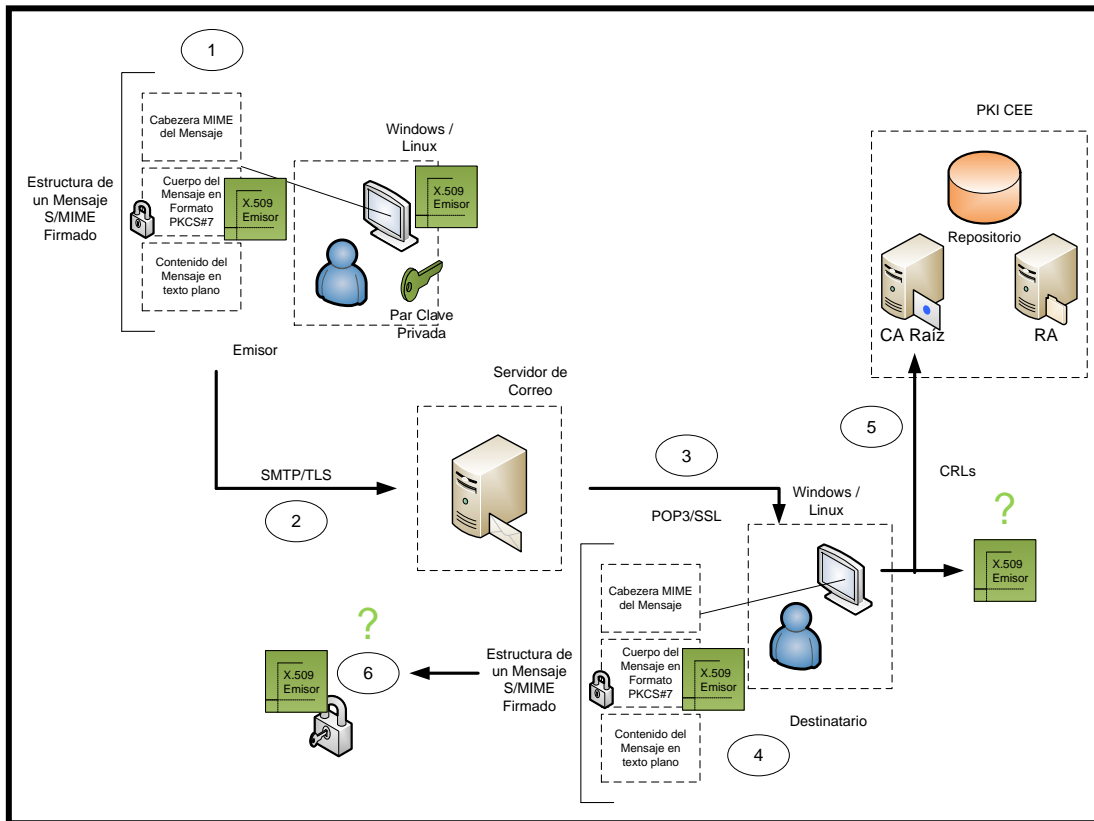 1
Cabecera MIME
del Mensaje
Cuerpo del
Mensaje en
Formato
PKCS#7
X.509
Emisor
Contenido del
Mensaje en
texto plano
Estructura de
un Mensaje
S/MIME
Firmado
Windows /
Linux
X.509
Emisor
Par Clave
Privada
Emisor
PKI CEE
Repositorio
CA Raíz
RA
Servidor de
Correo
SMTP/TLS
2
3
POP3/SSL
5
CRLs
?
X.509
Emisor
Windows /
Linux
Cabezera MIME
del Mensaje
Cuerpo del
Mensaje en
Formato
PKCS#7
X.509
Emisor
Contenido del
Mensaje en
texto plano
Destinatario
4
Estructura de
un Mensaje
S/MIME
Firmado
?
6
X.509
Emisor